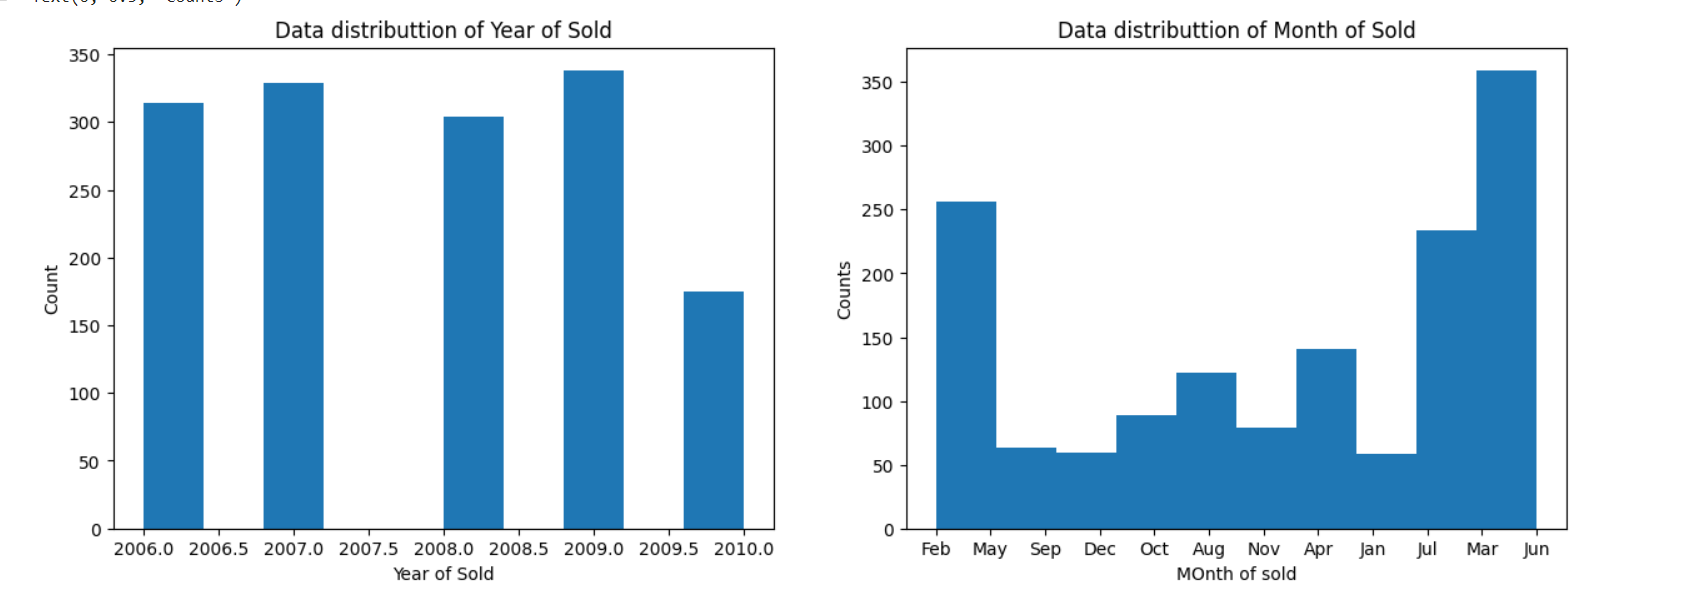 Data distributtion of Year of Sold
350
300
250
200
150
100
50
0
Count
2006.0 2006.5 2007.0 2007.5 2008.0 2008.5 2009.0 2009.5 2010.0
Year of Sold
Data distributtion of Month of Sold
350
300
250
200
150
100
50
0
Counts
Feb May Sep Dec Oct Aug Nov Apr Jan Jul Mar Jun
MOnth of sold